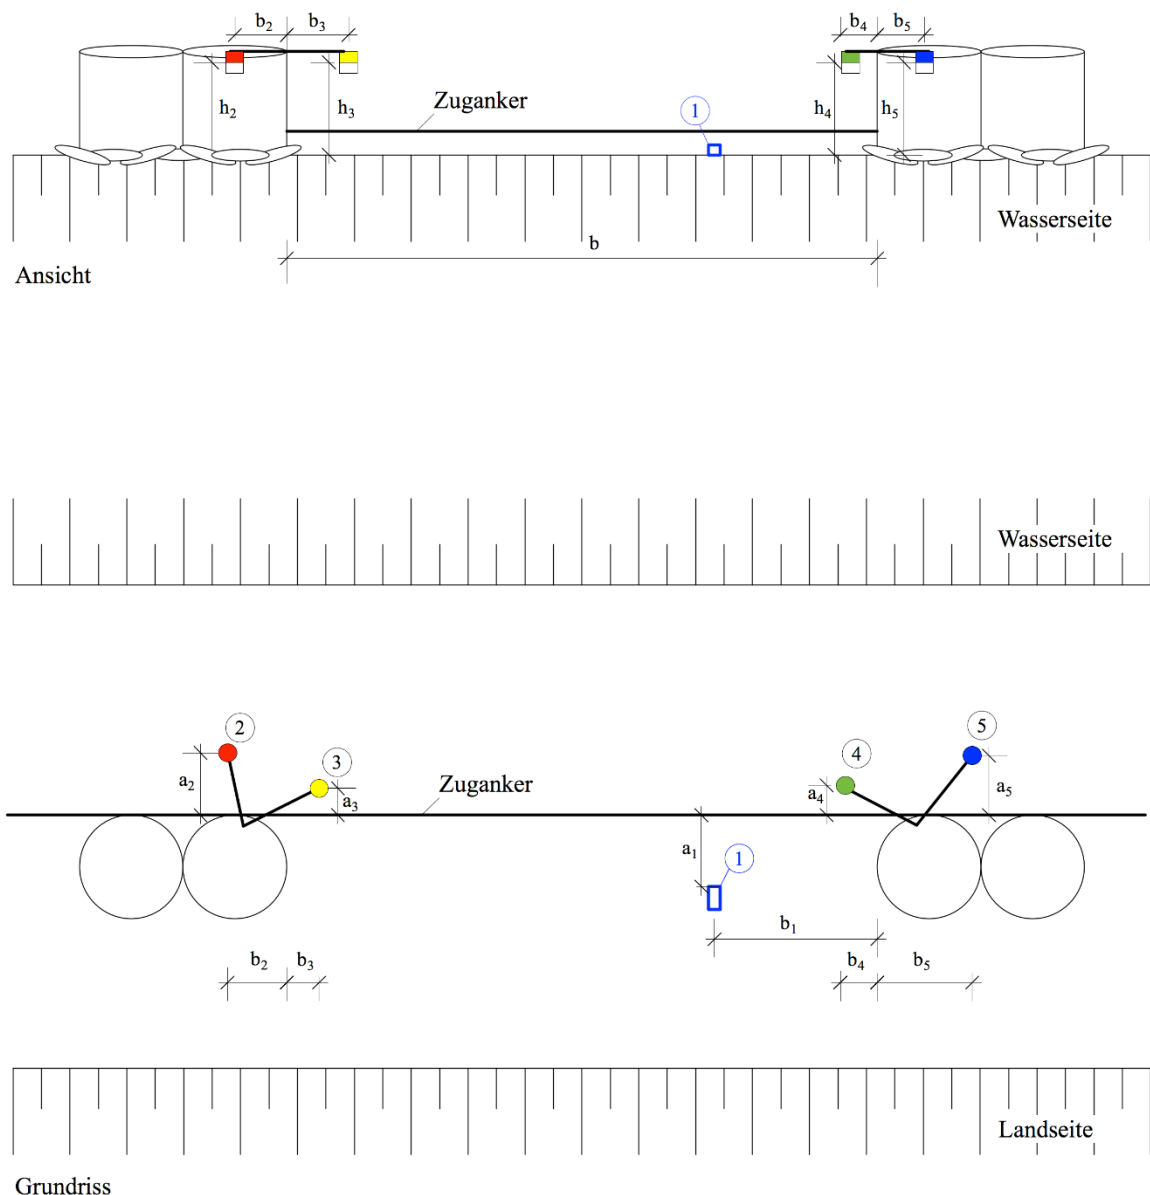 b2 b3 b4 b5
h2 h3 Zuganker 1 h4 h5
Wasserseite
b
Ansicht
Wasserseite
2 3 4 5
a2 a3 Zuganker a4 a5
a1 1
b1
b2 b3 b4 b5
Landseite
Grundriss